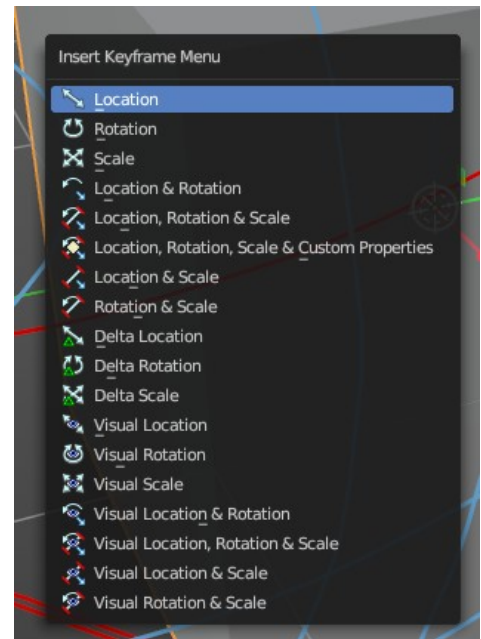 Insert Keyframe Menu
Location
Rotation
Scale
Location & Rotation
Location, Rotation & Scale
Location, Rotation, Scale & Custom Properties
Location & Scale
Rotation & Scale
Delta Location
Delta Rotation
Delta Scale
Visual Location
Visual Rotation
Visual Scale
Visual Location & Rotation
Visual Location, Rotation & Scale
Visual Location & Scale
Visual Rotation & Scale